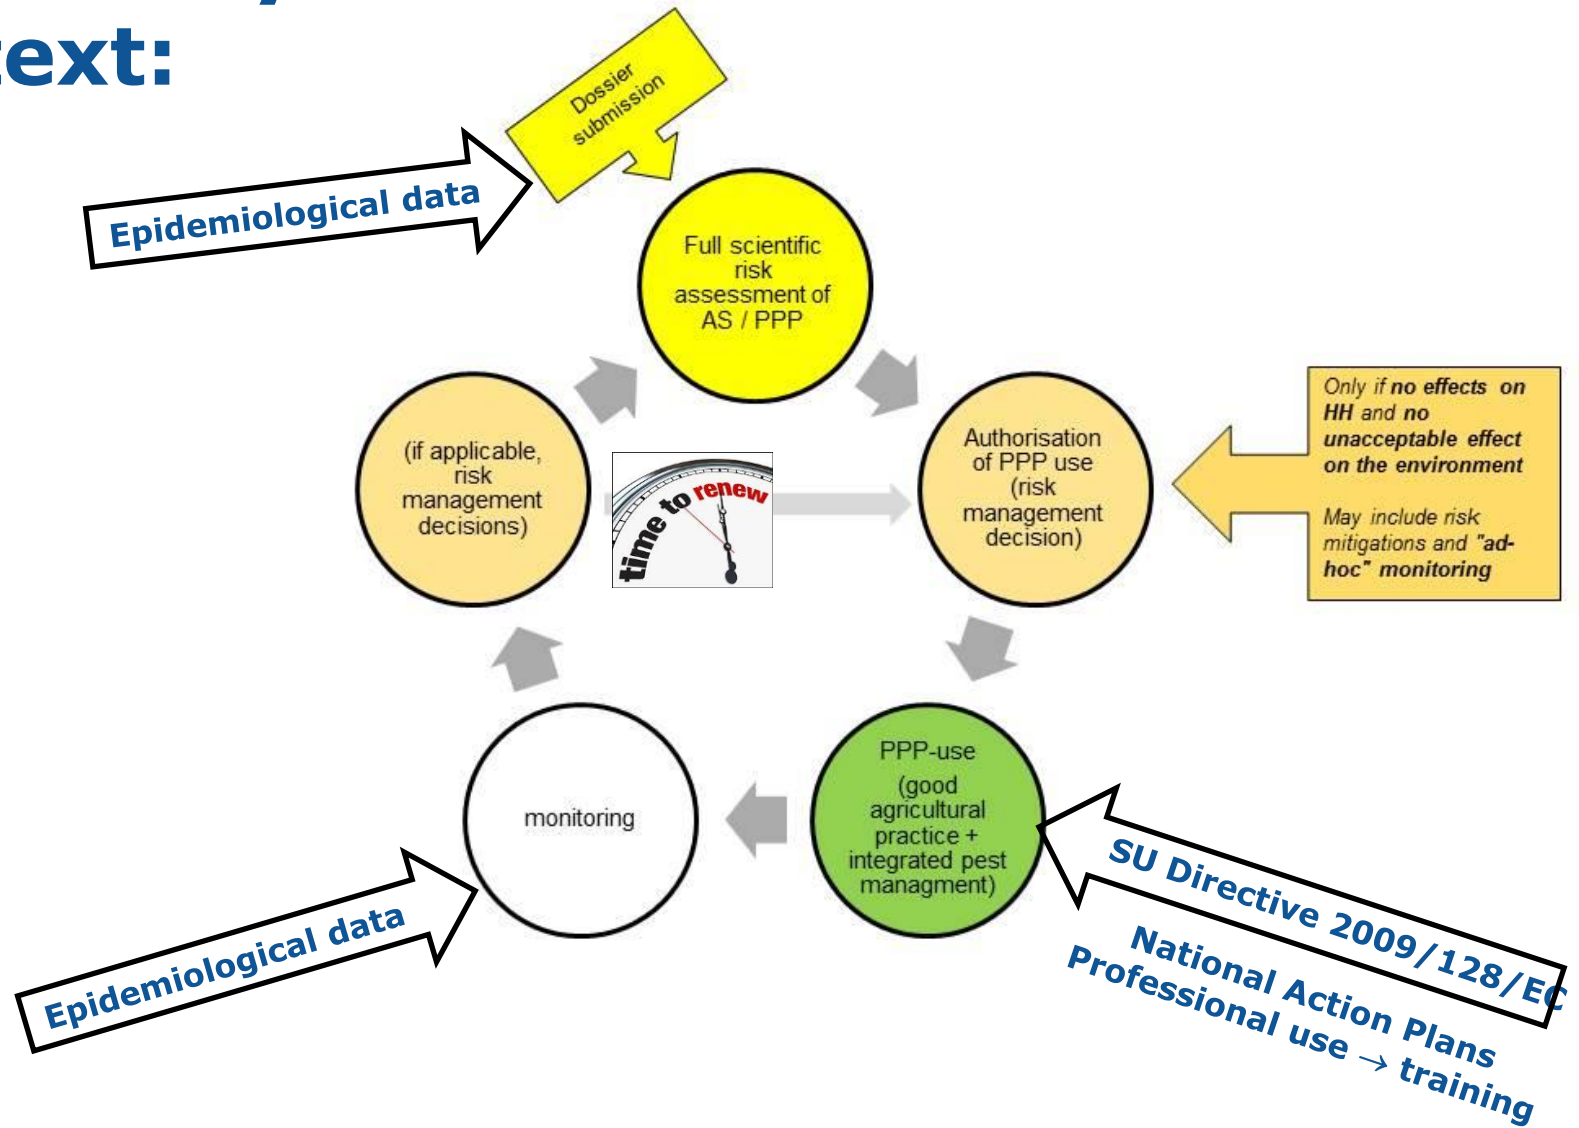 text:
Dossier
submission
Epidemiological data
Full scientific
risk
assessment of
AS / PPP
(if applicable,
risk
management
decisions)
time to renew
Authorisation
of PPP use
(risk
management
decision)
Only if no effects on
HH and no
unacceptable effect
on the environment
May include risk
mitigations and "ad-
hoc" monitoring
monitoring
PPP-use
(good
agricultural
practice +
integrated pest
managment)
Epidemiological data
SU Directive 2009/128/EC
National Action Plans
Professional use → training